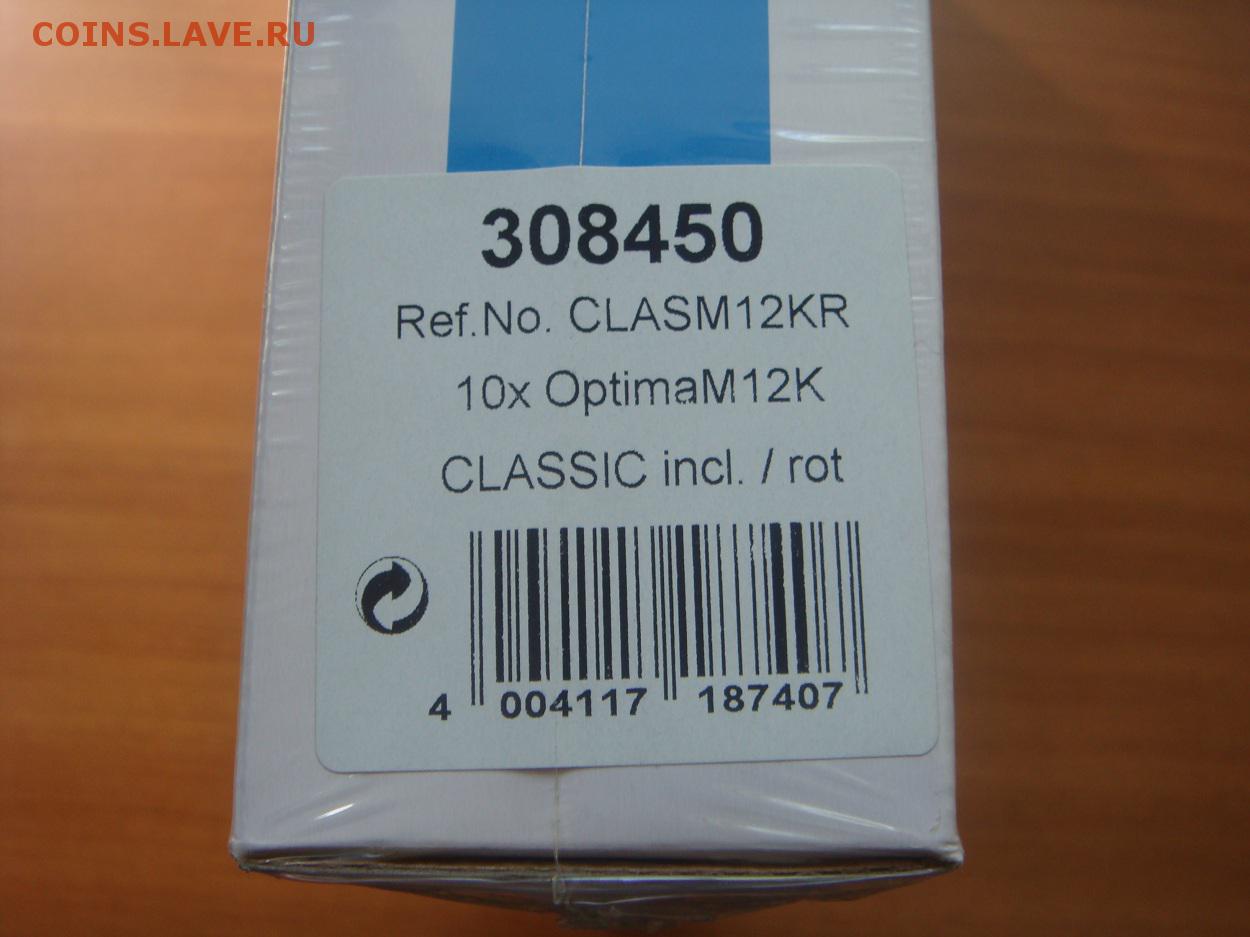 COINS.LAVE.RU
308450
Ref.No. CLASM12KR
10x OptimaM12K
CLASSIC incl. / rot
4 004117 187407